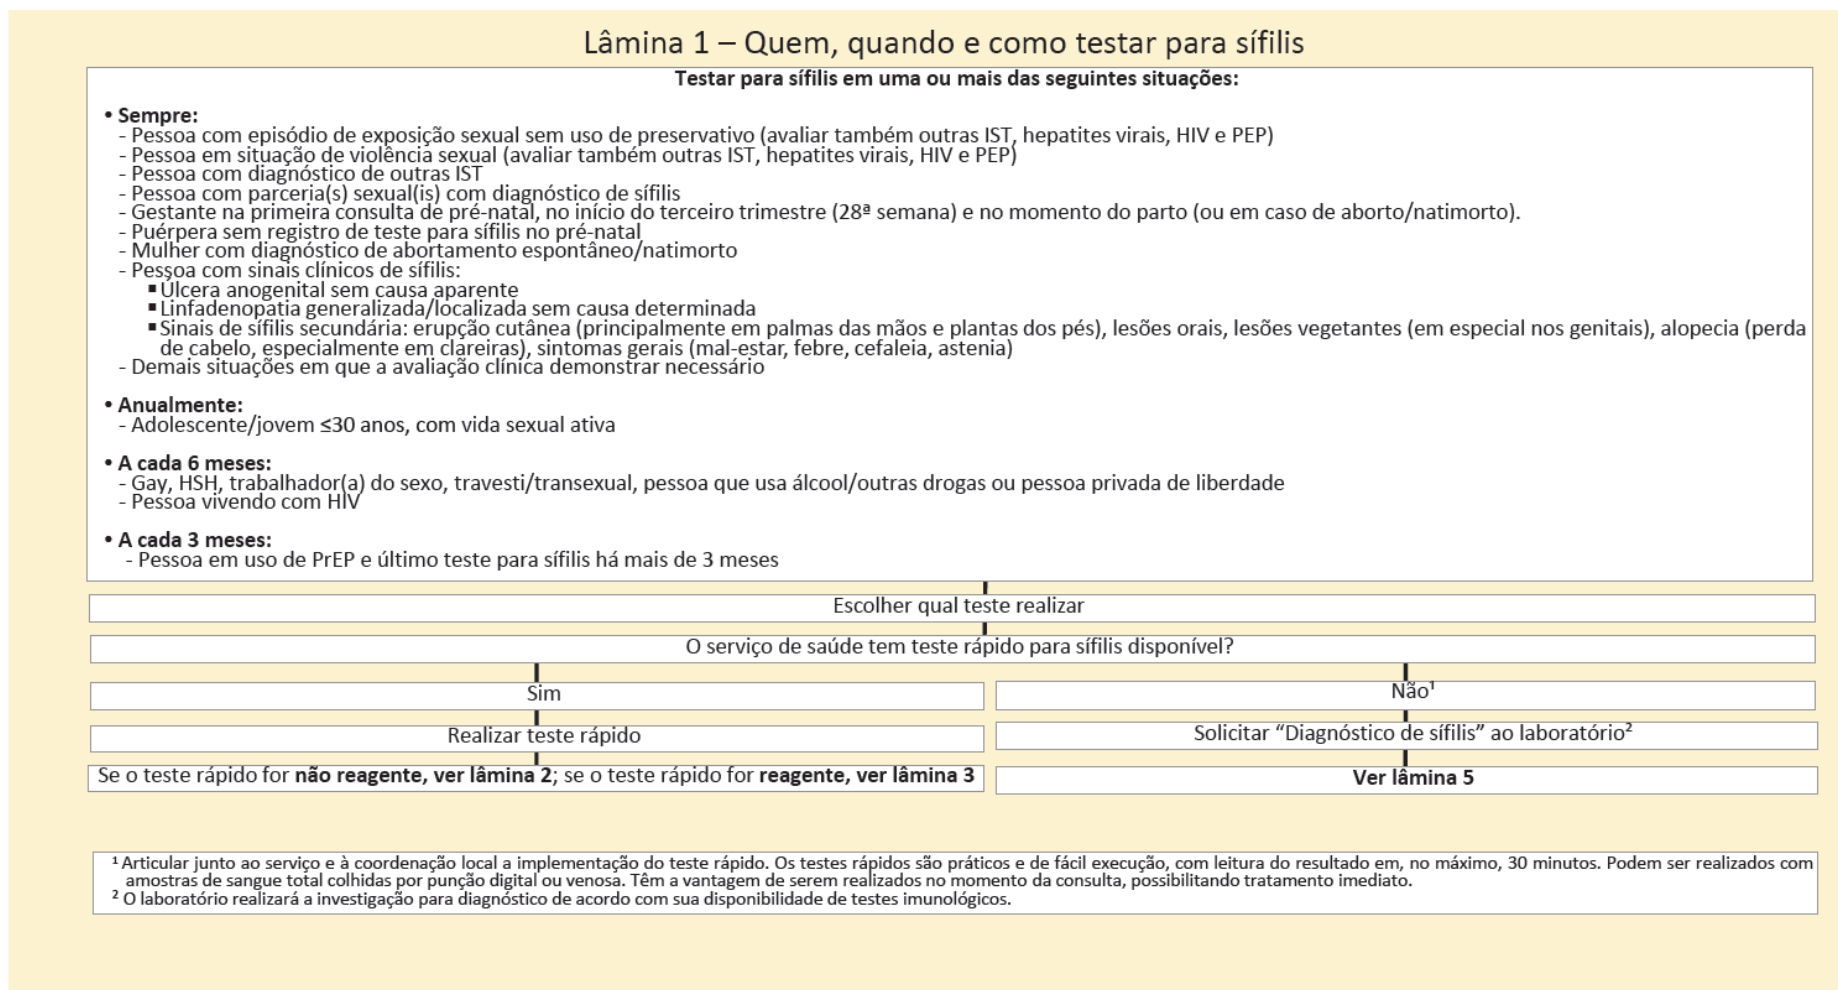 Lâmina 1 – Quem, quando e como testar para sífilis
Testar para sífilis em uma ou mais das seguintes situações:
• Sempre:
- Pessoa com episódio de exposição sexual sem uso de preservativo (avaliar também outras IST, hepatites virais, HIV e PEP)
- Pessoa em situação de violência sexual (avaliar também outras IST, hepatites virais, HIV e PEP)
- Pessoa com diagnóstico de outras IST
- Pessoa com parceria(s) sexual(is) com diagnóstico de sífilis
- Gestante na primeira consulta de pré-natal, no início do terceiro trimestre (28ª semana) e no momento do parto (ou em caso de aborto/natimorto).
- Puérpera sem registro de teste para sífilis no pré-natal
- Mulher com diagnóstico de abortamento espontâneo/natimorto
- Pessoa com sinais clínicos de sífilis:
▪ Úlcera anogenital sem causa aparente
▪ Linfadenopatia generalizada/localizada sem causa determinada
▪ Sinais de sífilis secundária: erupção cutânea (principalmente em palmas das mãos e plantas dos pés), lesões orais, lesões vegetantes (em especial nos genitais), alopecia (perda
de cabelo, especialmente em clareiras), sintomas gerais (mal-estar, febre, cefaleia, astenia)
- Demais situações em que a avaliação clínica demonstrar necessário
• Anualmente:
- Adolescente/jovem ≤30 anos, com vida sexual ativa
• A cada 6 meses:
- Gay, HSH, trabalhador(a) do sexo, travesti/transexual, pessoa que usa álcool/outras drogas ou pessoa privada de liberdade
- Pessoa vivendo com HIV
• A cada 3 meses:
- Pessoa em uso de PrEP e último teste para sífilis há mais de 3 meses
Escolher qual teste realizar
O serviço de saúde tem teste rápido para sífilis disponível?
Sim
Não¹
Realizar teste rápido
Solicitar “Diagnóstico de sífilis” ao laboratório²
Se o teste rápido for não reagente, ver lâmina 2; se o teste rápido for reagente, ver lâmina 3
Ver lâmina 5
¹ Articular junto ao serviço e à coordenação local a implementação do teste rápido. Os testes rápidos são práticos e de fácil execução, com leitura do resultado em, no máximo, 30 minutos. Podem ser realizados com
amostras de sangue total colhidas por punção digital ou venosa. Têm a vantagem de serem realizados no momento da consulta, possibilitando tratamento imediato.
² O laboratório realizará a investigação para diagnóstico de acordo com sua disponibilidade de testes imunológicos.